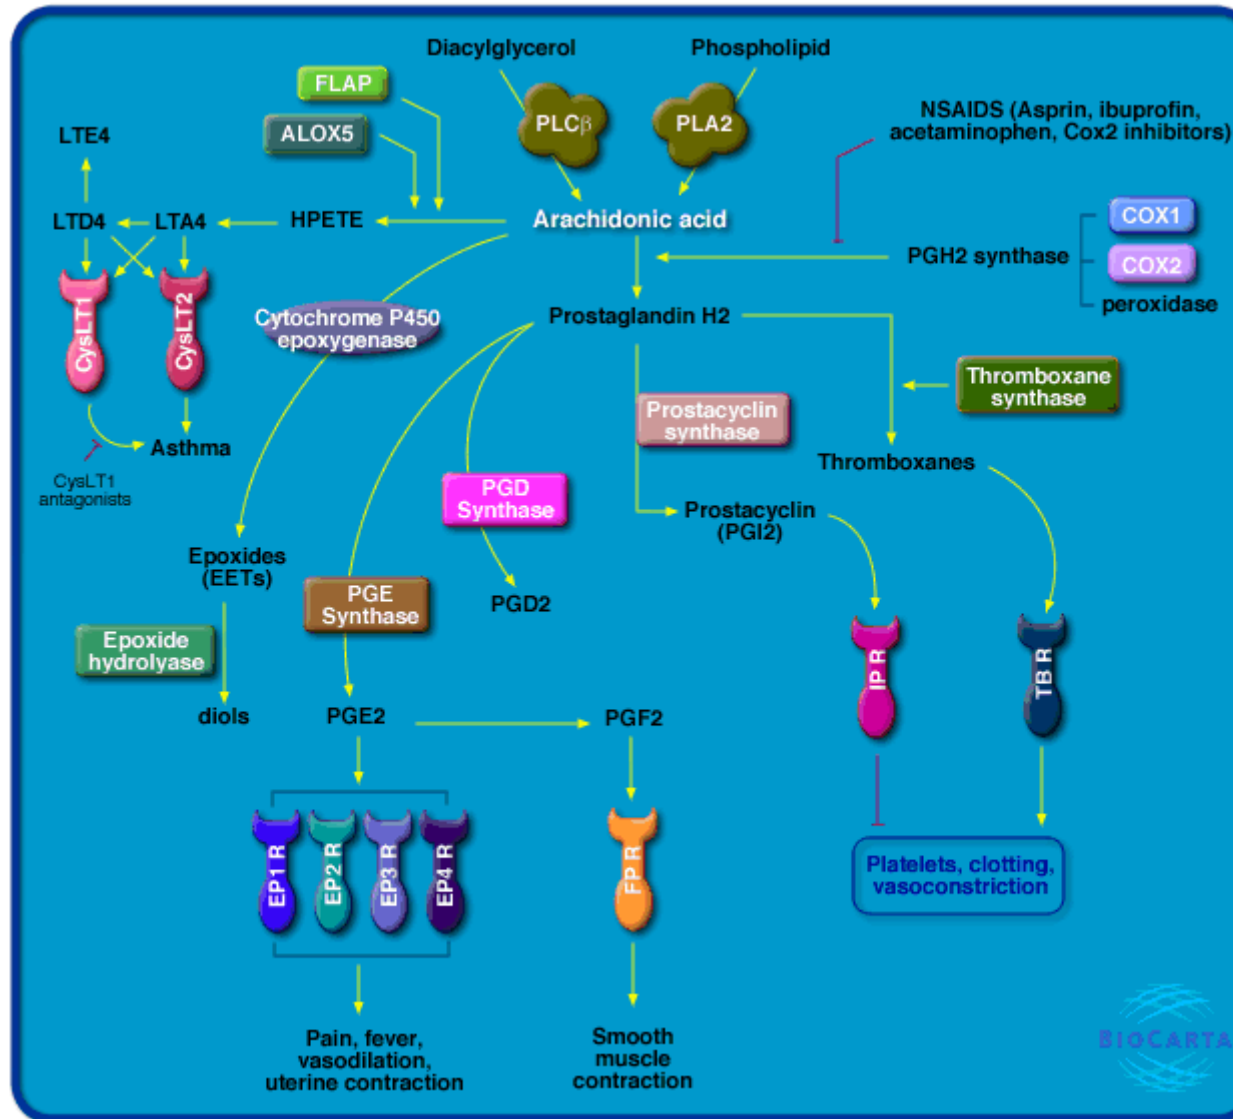 Diacylglycerol
Phospholipid
FLAP
ALOX5
PLCβ
PLA2
NSAIDS (Asprin, ibuprofin,
acetaminophen, Cox2 inhibitors)
LTE4
LTD4
LTA4
HPETE
Arachidonic acid
PGH2 synthase
COX1
COX2
peroxidase
CysLT1
CysLT2
Cytochrome P450
epoxygenase
Prostaglandin H2
Thromboxane
synthase
Prostacyclin
synthase
Asthma
CysLT1
antagonists
Thromboxanes
PGD
Synthase
Prostacyclin
(PGI2)
Epoxides
(EETs)
PGE
Synthase
PGD2
Epoxide
hydrolyase
IP R
TB R
diols
PGE2
PGF2
EP1 R
EP2 R
EP3 R
EP4 R
FP R
Platelets, clotting,
vasoconstriction
Pain, fever,
vasodilation,
uterine contraction
Smooth
muscle
contraction
BIOCARTA